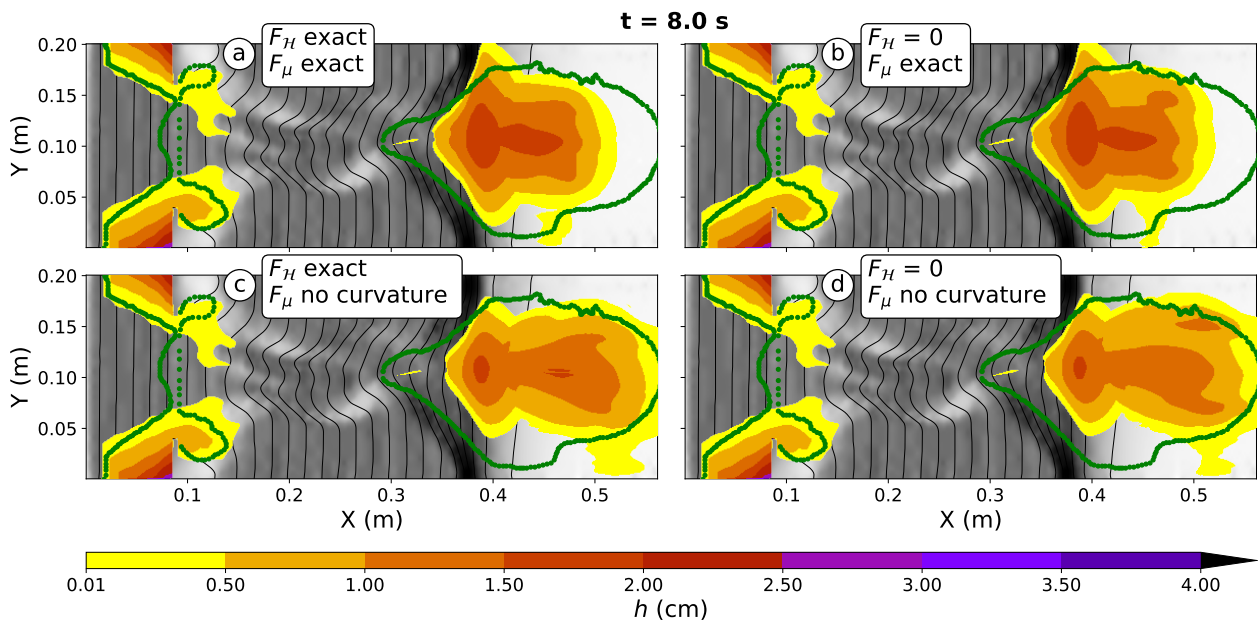 t = 8.0 s
a
F_ℋ exact
F_μ exact
b
F_ℋ = 0
F_μ exact
0.20
0.15
0.10
0.05
Y (m)
c
F_ℋ exact
F_μ no curvature
d
F_ℋ = 0
F_μ no curvature
0.20
0.15
0.10
0.05
Y (m)
0.1 0.2 0.3 0.4 0.5
0.1 0.2 0.3 0.4 0.5
X (m)
X (m)
0.01 0.50 1.00 1.50 2.00 2.50 3.00 3.50 4.00
h (cm)